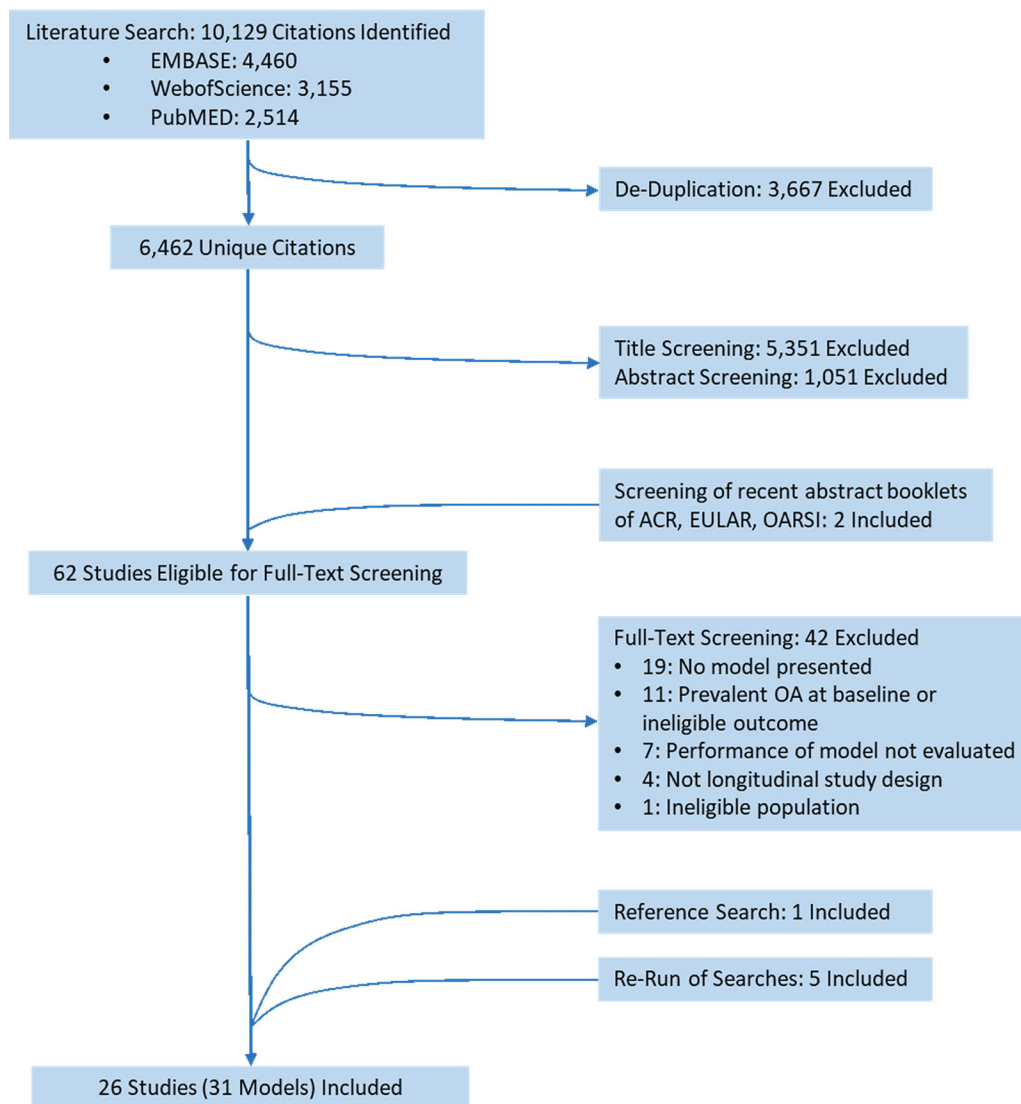 Literature Search: 10,129 Citations Identified
• EMBASE: 4,460
• WebofScience: 3,155
• PubMED: 2,514
De-Duplication: 3,667 Excluded
6,462 Unique Citations
Title Screening: 5,351 Excluded
Abstract Screening: 1,051 Excluded
Screening of recent abstract booklets
of ACR, EULAR, OARSI: 2 Included
62 Studies Eligible for Full-Text Screening
Full-Text Screening: 42 Excluded
• 19: No model presented
• 11: Prevalent OA at baseline or
ineligible outcome
• 7: Performance of model not evaluated
• 4: Not longitudinal study design
• 1: Ineligible population
Reference Search: 1 Included
Re-Run of Searches: 5 Included
26 Studies (31 Models) Included